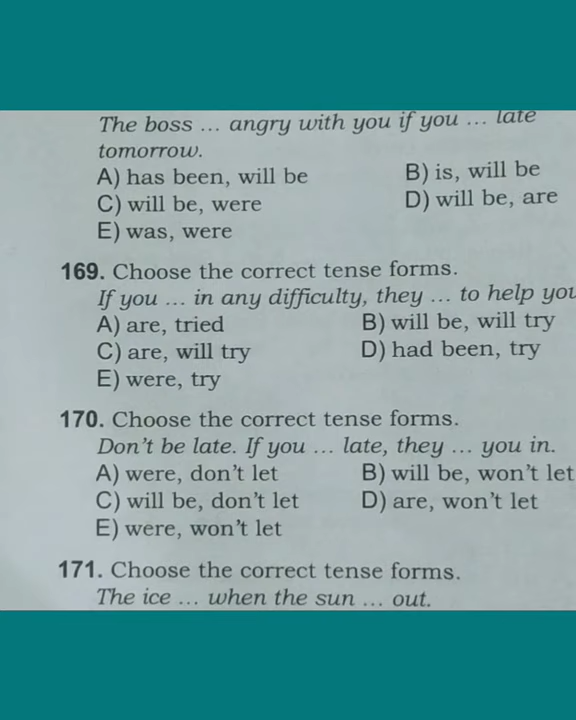 The boss ... angry with you if you ... late
tomorrow.
A) has been, will be B) is, will be
C) will be, were D) will be, are
E) was, were
169. Choose the correct tense forms.
If you ... in any difficulty, they ... to help you
A) are, tried B) will be, will try
C) are, will try D) had been, try
E) were, try
170. Choose the correct tense forms.
Don't be late. If you ... late, they ... you in.
A) were, don't let B) will be, won't let
C) will be, don't let D) are, won't let
E) were, won't let
171. Choose the correct tense forms.
The ice ... when the sun ... out.